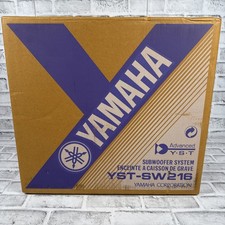 YAMAHA
Advanced
Y·S·T
SUBWOOFER SYSTEM
ENCEINTE A CAISSON DE GRAVE
YST-SW216
YAMAHA CORPORATION